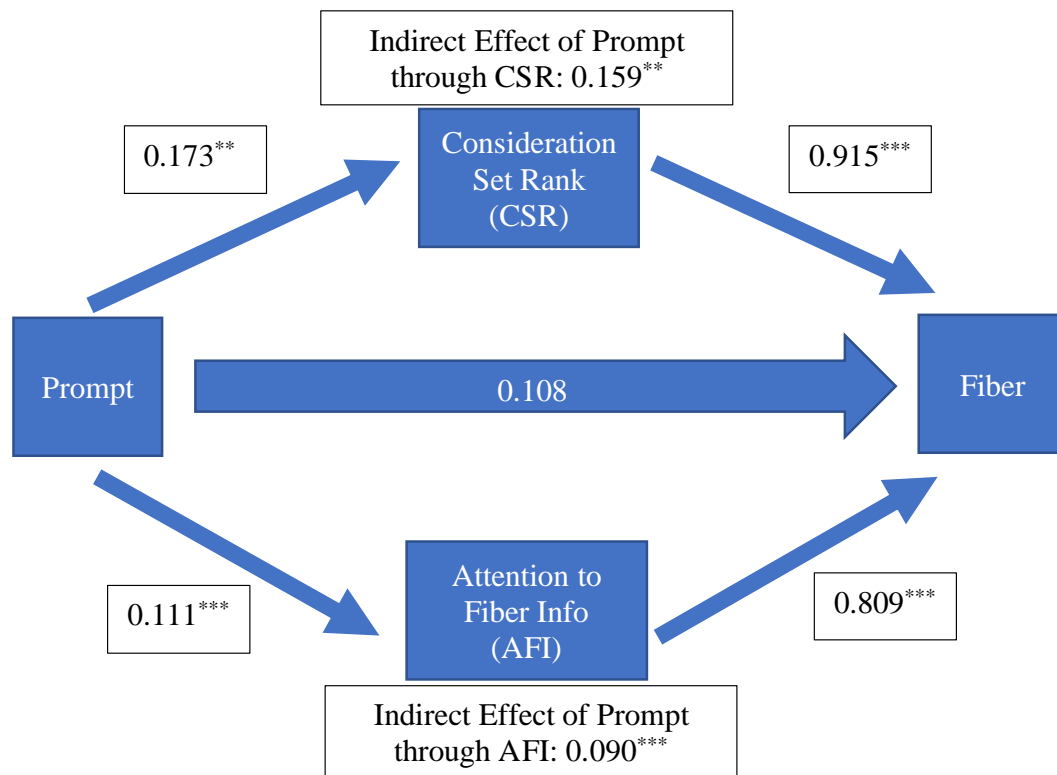 Indirect Effect of Prompt
through CSR: 0.159**
0.173**
Consideration
Set Rank
(CSR)
0.915***
Prompt
0.108
Fiber
0.111***
Attention to
Fiber Info
(AFI)
0.809***
Indirect Effect of Prompt
through AFI: 0.090***